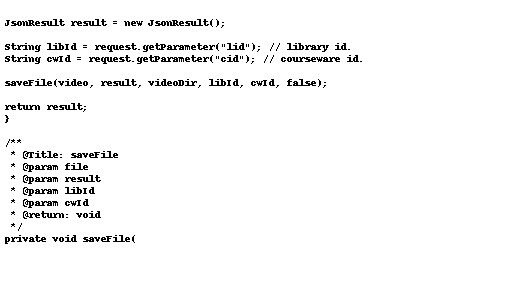 JsonResult result = new JsonResult();
String libId = request.getParameter("lid"); // library id.
String cwId = request.getParameter("cid"); // courseware id.
saveFile(video, result, videoDir, libId, cwId, false);
return result;
}
/**
* @Title: saveFile
* @param file
* @param result
* @param libId
* @param cwId
* @return: void
*/
private void saveFile(